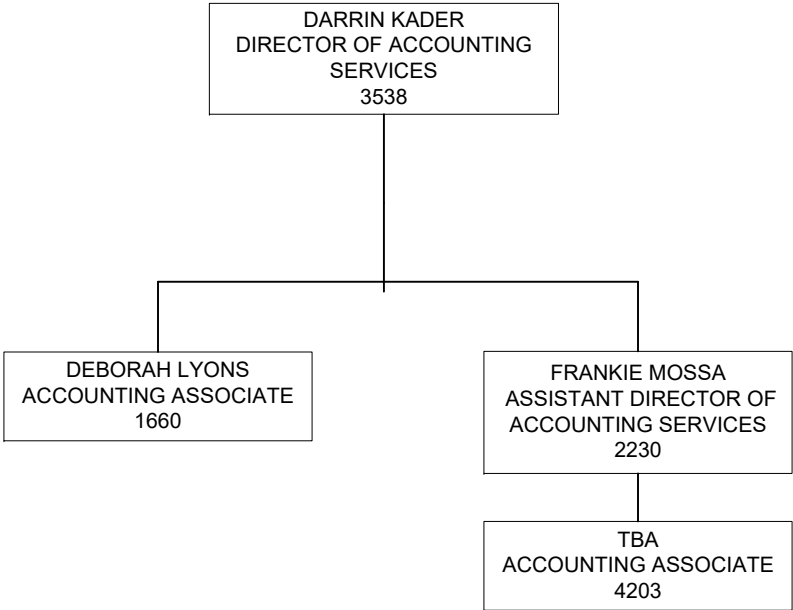 DARRIN KADER
DIRECTOR OF ACCOUNTING
SERVICES
3538
DEBORAH LYONS
ACCOUNTING ASSOCIATE
1660
FRANKIE MOSSA
ASSISTANT DIRECTOR OF
ACCOUNTING SERVICES
2230
TBA
ACCOUNTING ASSOCIATE
4203